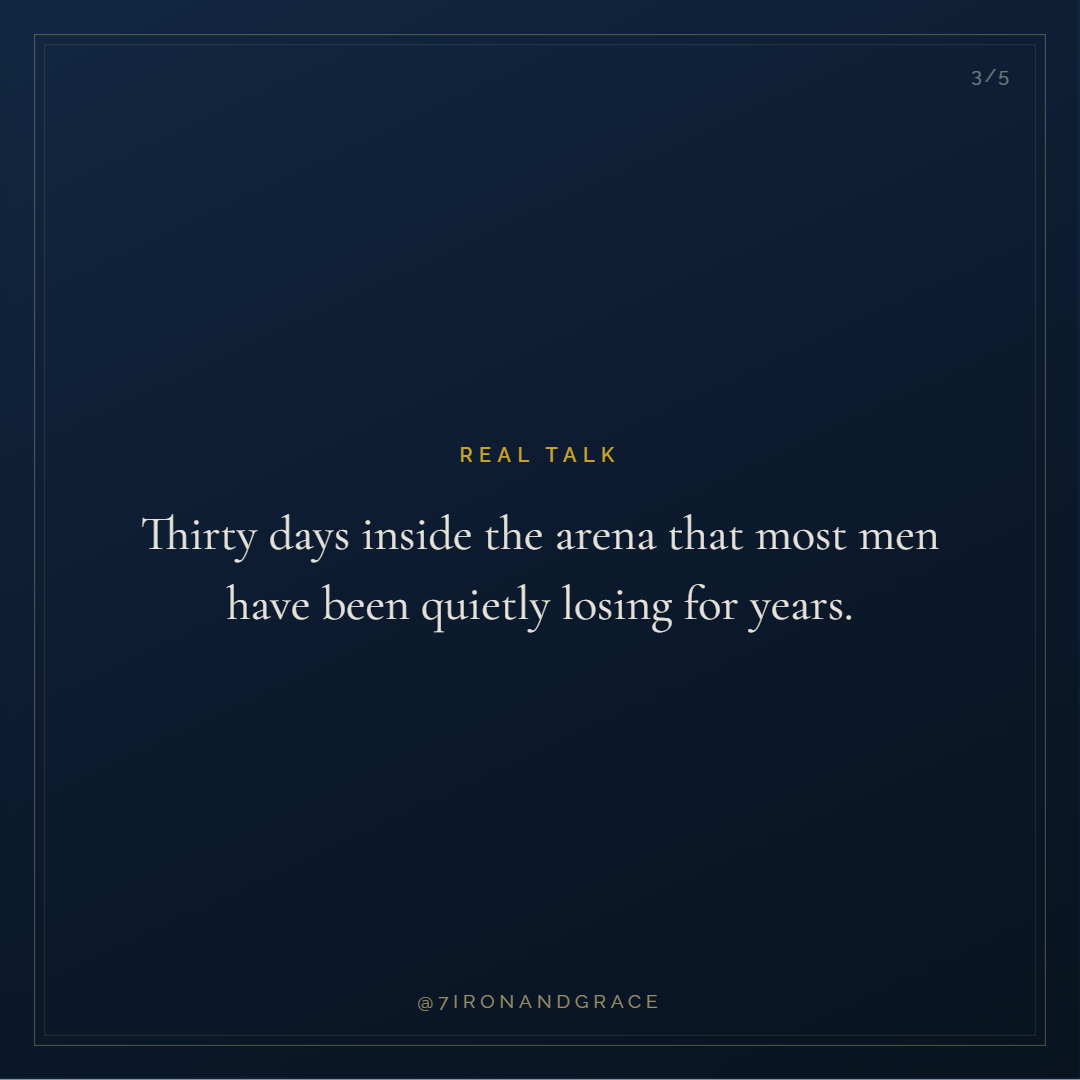 3/5
REAL TALK
Thirty days inside the arena that most men
have been quietly losing for years.
@7IRONANDGRACE